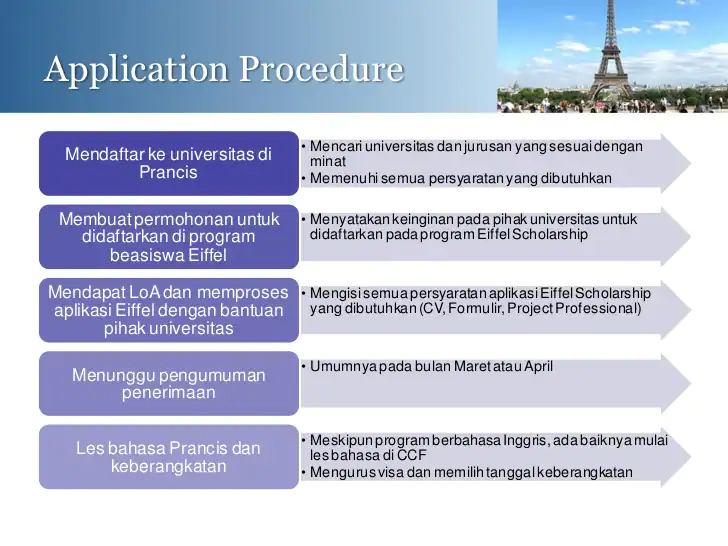 Application Procedure
Mendaftar ke universitas di
Prancis
• Mencari universitas dan jurusan yang sesuai dengan
minat
• Memenuhi semua persyaratan yang dibutuhkan
Membuat permohonan untuk
didaftarkan di program
beasiswa Eiffel
• Menyatakan keinginan pada pihak universitas untuk
didaftarkan pada program Eiffel Scholarship
Mendapat LoA dan memproses
aplikasi Eiffel dengan bantuan
pihak universitas
• Mengisi semua persyaratan aplikasi Eiffel Scholarship
yang dibutuhkan (CV, Formulir, Project Professional)
Menunggu pengumuman
penerimaan
• Umumnya pada bulan Maret atau April
Les bahasa Prancis dan
keberangkatan
• Meskipun program berbahasa Inggris, ada baiknya mulai
les bahasa di CCF
• Mengurus visa dan memilih tanggal keberangkatan